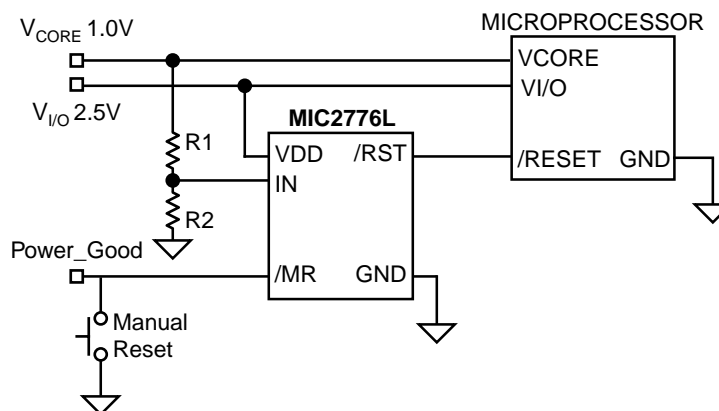 MICROPROCESSOR
VCORE 1.0V
VCORE
VI/O
VI/O 2.5V
MIC2776L
R1
VDD
/RST
/RESET
GND
IN
R2
Power_Good
/MR
GND
Manual
Reset